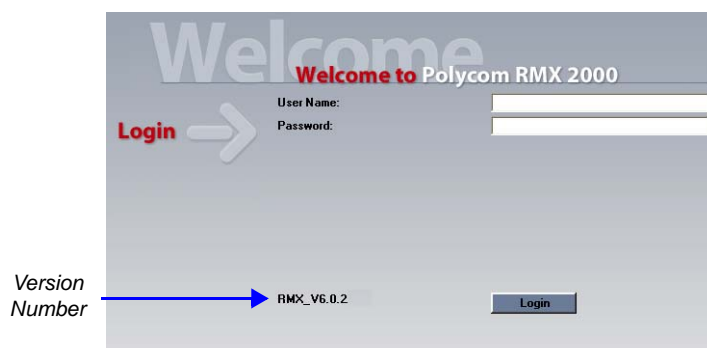 Welcome
Welcome to Polycom RMX 2000
User Name:
Password:
Login
Version
Number
RMX_V6.0.2
Login